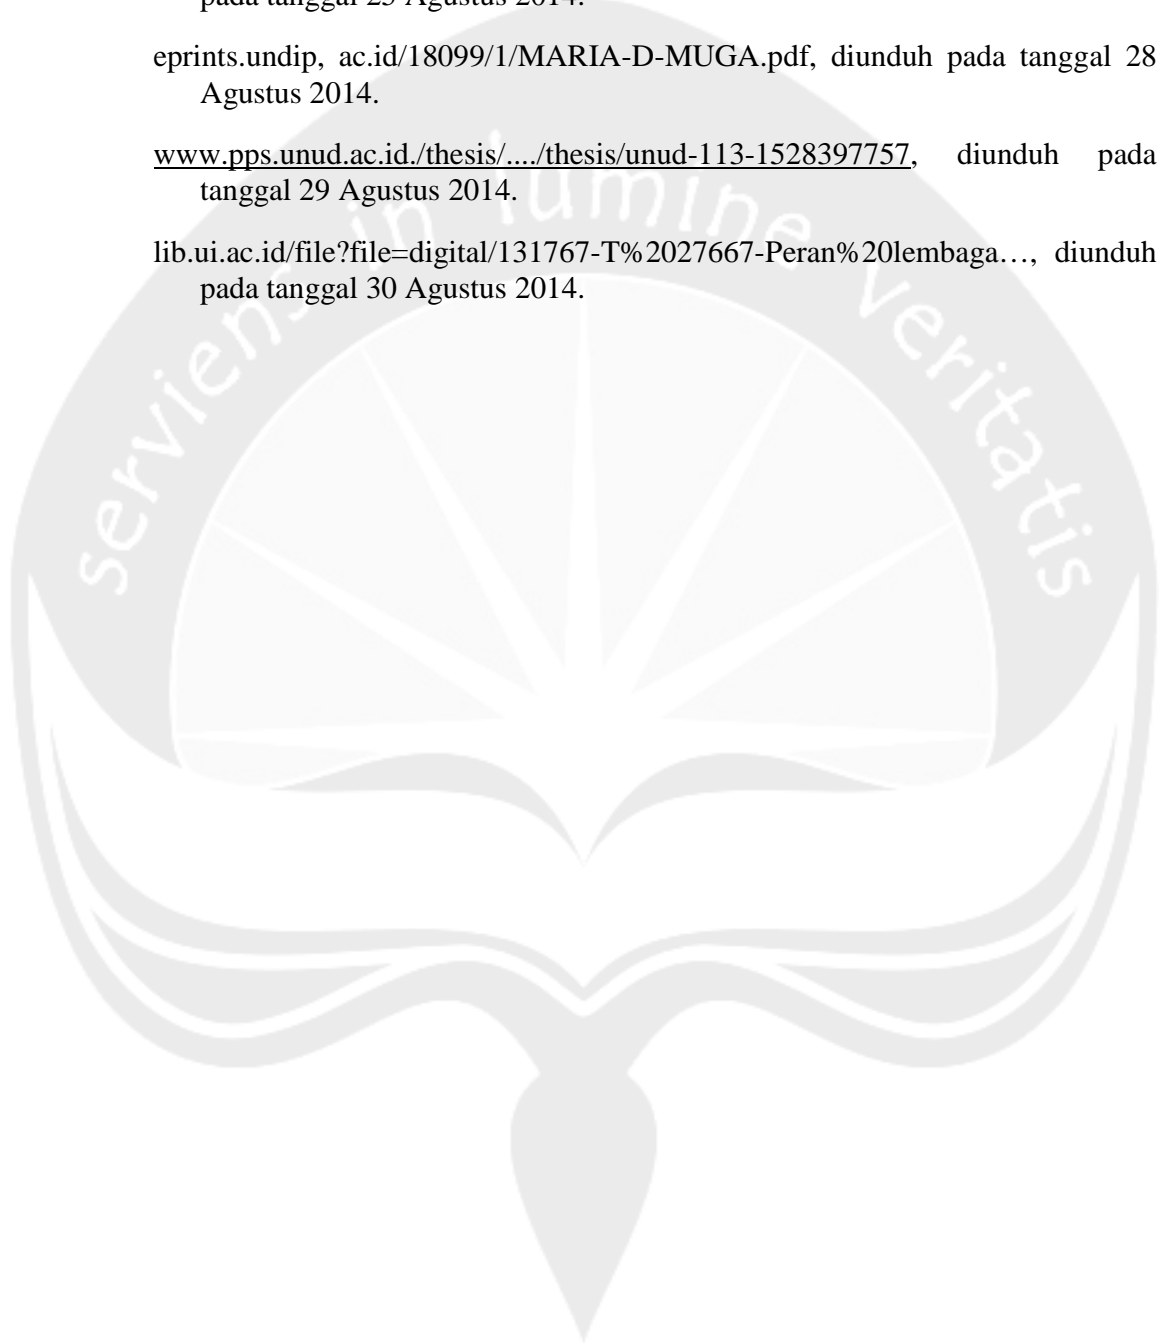 pada tanggal 25 Agustus 2014.
eprints.undip, ac.id/18099/1/MARIA-D-MUGA.pdf, diunduh pada tanggal 28
Agustus 2014.
www.pps.unud.ac.id./thesis/..../thesis/unud-113-1528397757, diunduh pada
tanggal 29 Agustus 2014.
lib.ui.ac.id/file?file=digital/131767-T%2027667-Peran%20lembaga…, diunduh
pada tanggal 30 Agustus 2014.
serviens in lumine veritatis